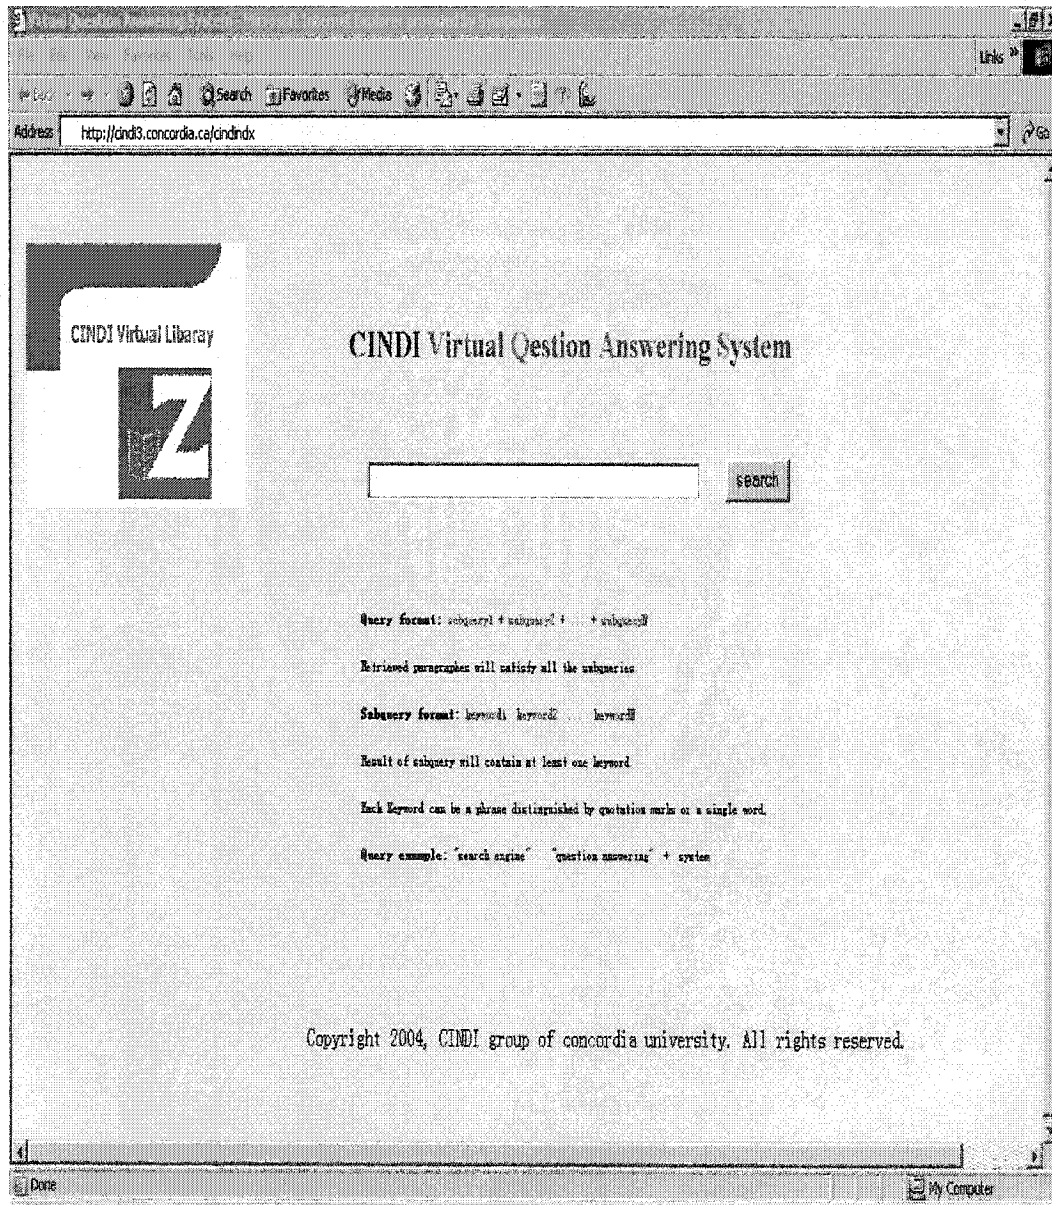 Links »
Search Favorites Media
Address http://cindi3.concordia.ca/cindindx Go
CINDI Virtual Libaray
Z
CINDI Virtual Qestion Answering System
search
Query format: subquery1 + subquery2 + ... + subqueryN
Retrieved paragraphes will satisfy all the subqueries
Subquery format: keyword1 keyword2 ... keywordN
Result of subquery will contain at least one keyword
Each Keyword can be a phrase distinguished by quotation marks or a single word.
Query example: "search engine" "question answering" + system
Copyright 2004, CINDI group of concordia university. All rights reserved.
Done My Computer